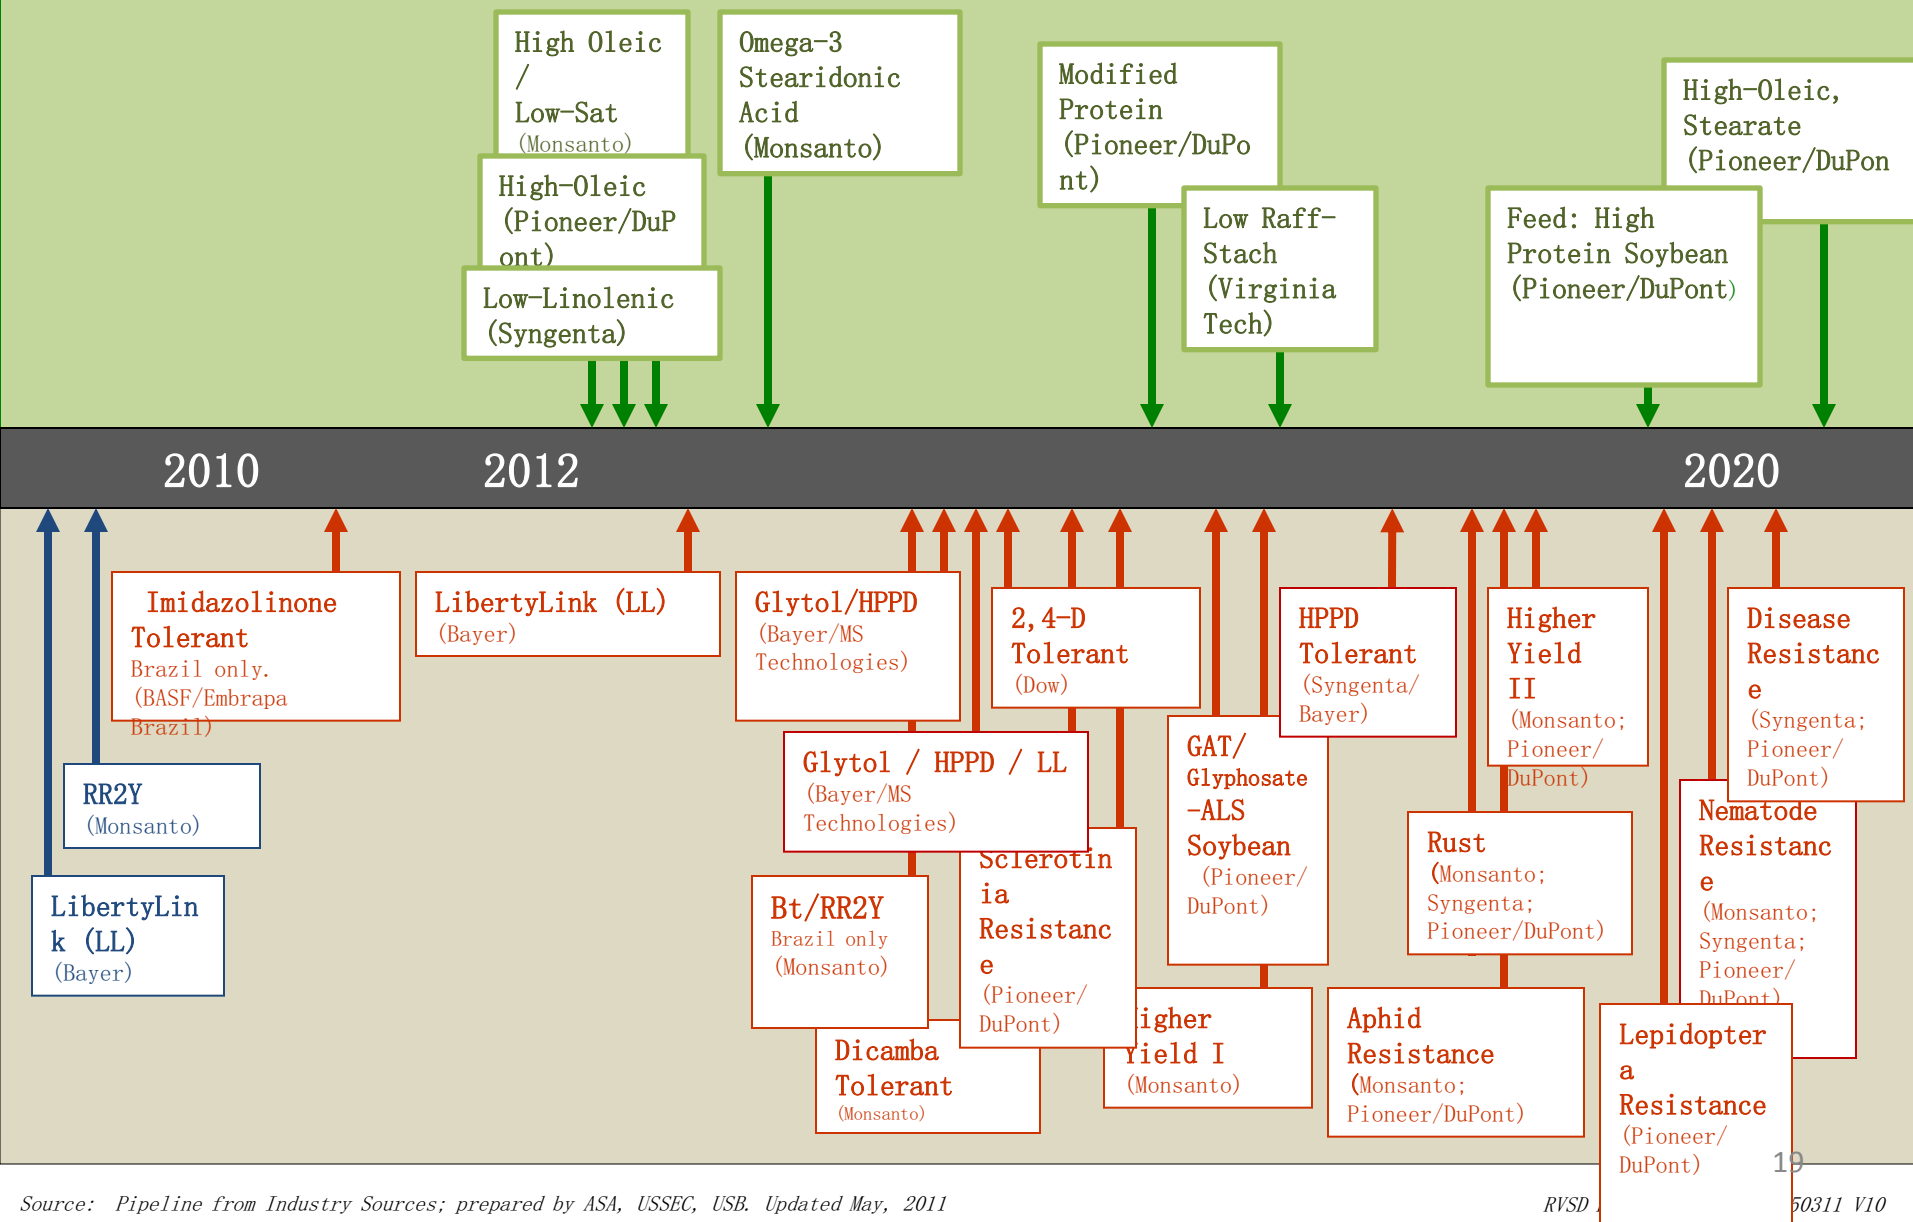 High Oleic
/
Low-Sat
(Monsanto)
High-Oleic
(Pioneer/DuP
ont)
Low-Linolenic
(Syngenta)
Omega-3
Stearidonic
Acid
(Monsanto)
Modified
Protein
(Pioneer/DuPo
nt)
Low Raff-
Stach
(Virginia
Tech)
Feed: High
Protein Soybean
(Pioneer/DuPont)
High-Oleic,
Stearate
(Pioneer/DuPon
2010
2012
2020
Imidazolinone
Tolerant
Brazil only.
(BASF/Embrapa
Brazil)
RR2Y
(Monsanto)
LibertyLin
k (LL)
(Bayer)
LibertyLink (LL)
(Bayer)
Glytol/HPPD
(Bayer/MS
Technologies)
Glytol / HPPD / LL
(Bayer/MS
Technologies)
Bt/RR2Y
Brazil only
(Monsanto)
Dicamba
Tolerant
(Monsanto)
2,4-D
Tolerant
(Dow)
Sclerotin
ia
Resistanc
e
(Pioneer/
DuPont)
GAT/
Glyphosate
-ALS
Soybean
(Pioneer/
DuPont)
Higher
Yield I
(Monsanto)
HPPD
Tolerant
(Syngenta/
Bayer)
Higher
Yield
II
(Monsanto;
Pioneer/
DuPont)
Rust
(Monsanto;
Syngenta;
Pioneer/DuPont)
Aphid
Resistance
(Monsanto;
Pioneer/DuPont)
Disease
Resistanc
e
(Syngenta;
Pioneer/
DuPont)
Nematode
Resistanc
e
(Monsanto;
Syngenta;
Pioneer/
DuPont)
Lepidopter
a
Resistance
(Pioneer/
DuPont)
19
Source: Pipeline from Industry Sources; prepared by ASA, USSEC, USB. Updated May, 2011
RVSD
50311 V10